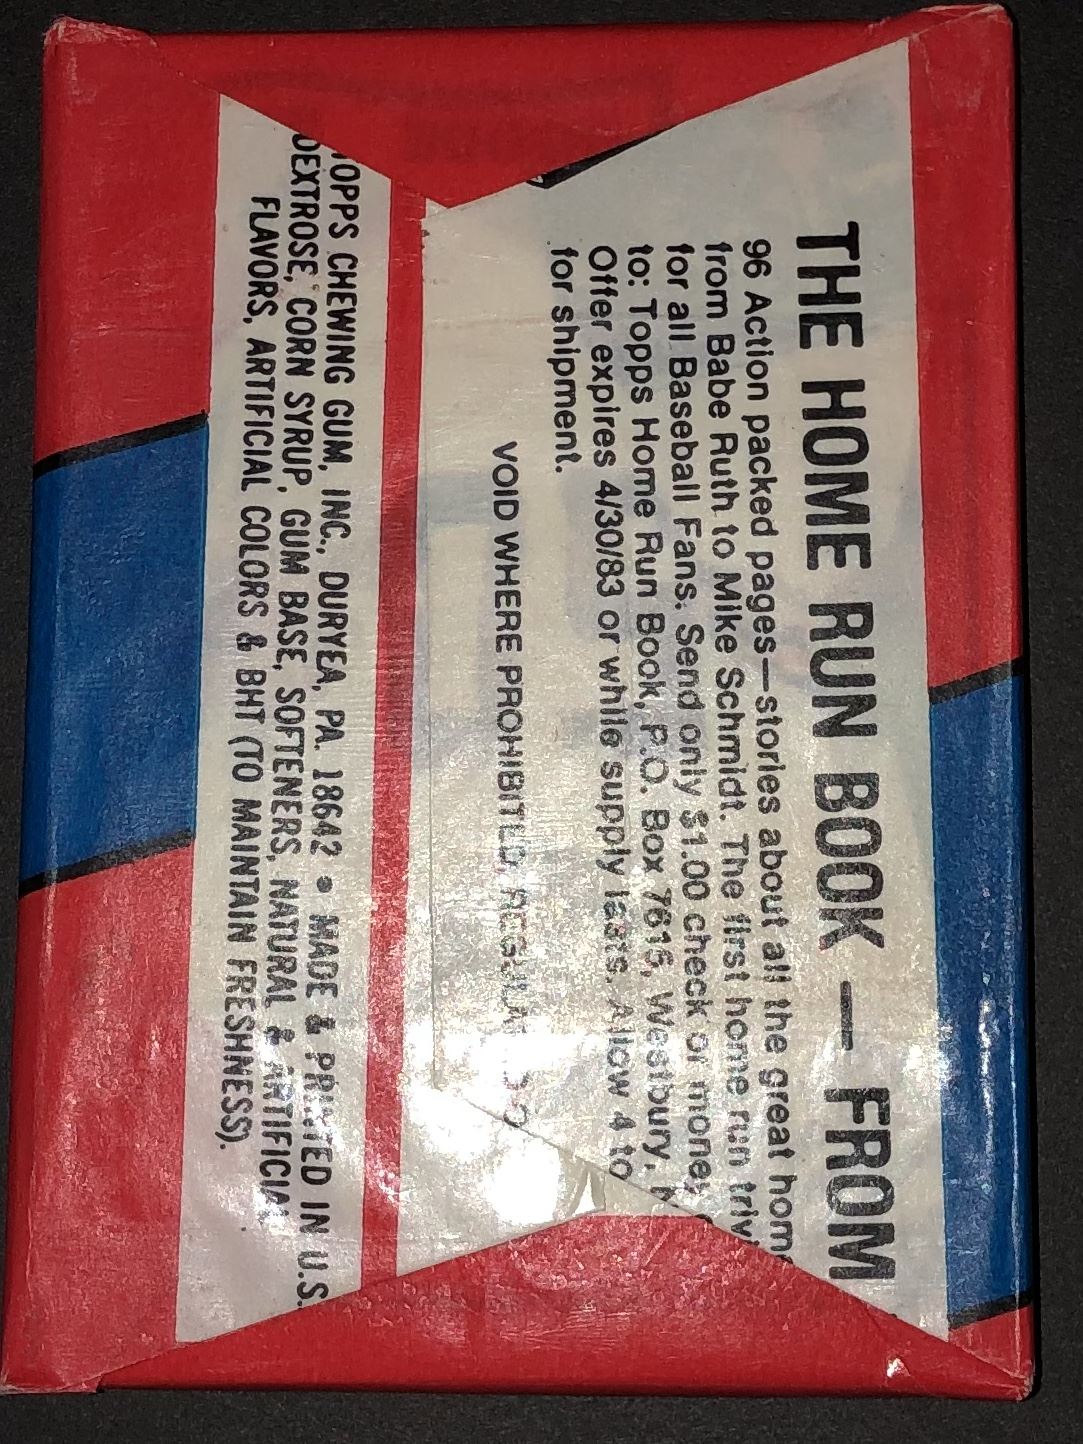 THE HOME RUN BOOK — FROM
96 Action packed pages—stories about all the great home
from Babe Ruth to Mike Schmidt. The first home run
for all Baseball Fans. Send only $1.00 check or money
to: Topps Home Run Book, P.O. Box 7615, Westbury,
Offer expires 4/30/83 or while supply lasts. Allow 4 to
for shipment.
VOID WHERE PROHIBITED,
TOPPS CHEWING GUM, INC., DURYEA, PA. 18642 • MADE & PRINTED IN U.S.
DEXTROSE, CORN SYRUP, GUM BASE, SOFTENERS, NATURAL & ARTIFICIAL
FLAVORS, ARTIFICIAL COLORS & BHT (TO MAINTAIN FRESHNESS).